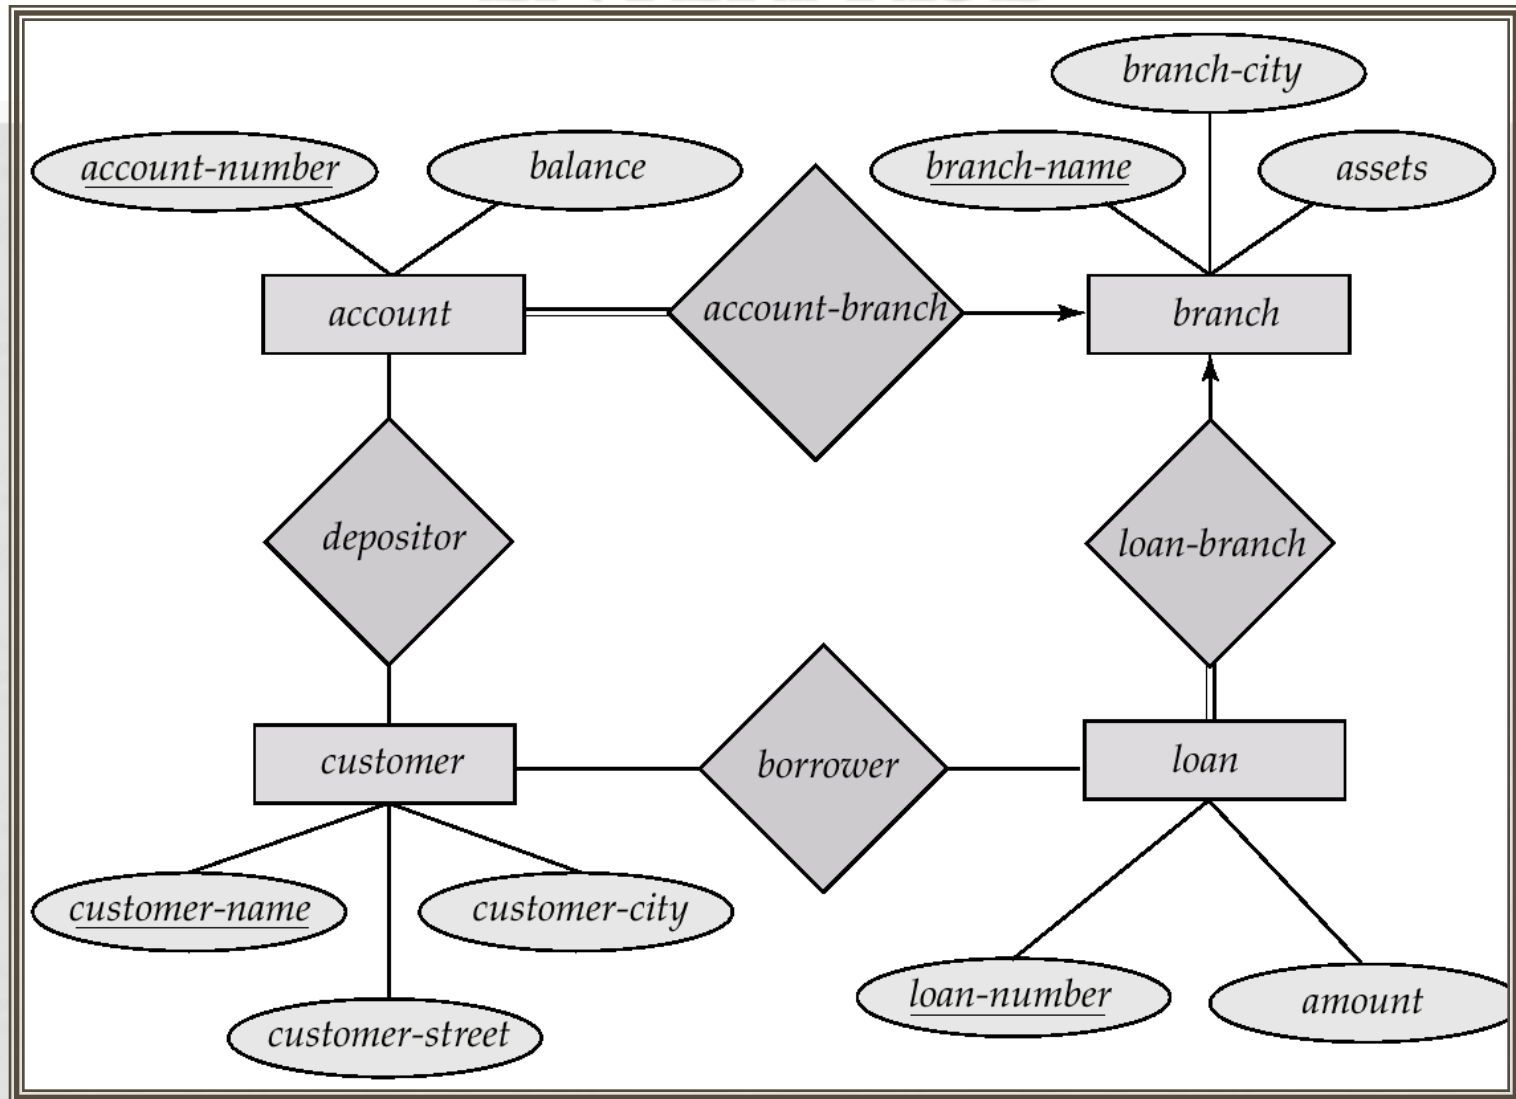 branch-city
account-number
balance
branch-name
assets
account
account-branch
branch
depositor
loan-branch
customer
borrower
loan
customer-name
customer-city
loan-number
amount
customer-street